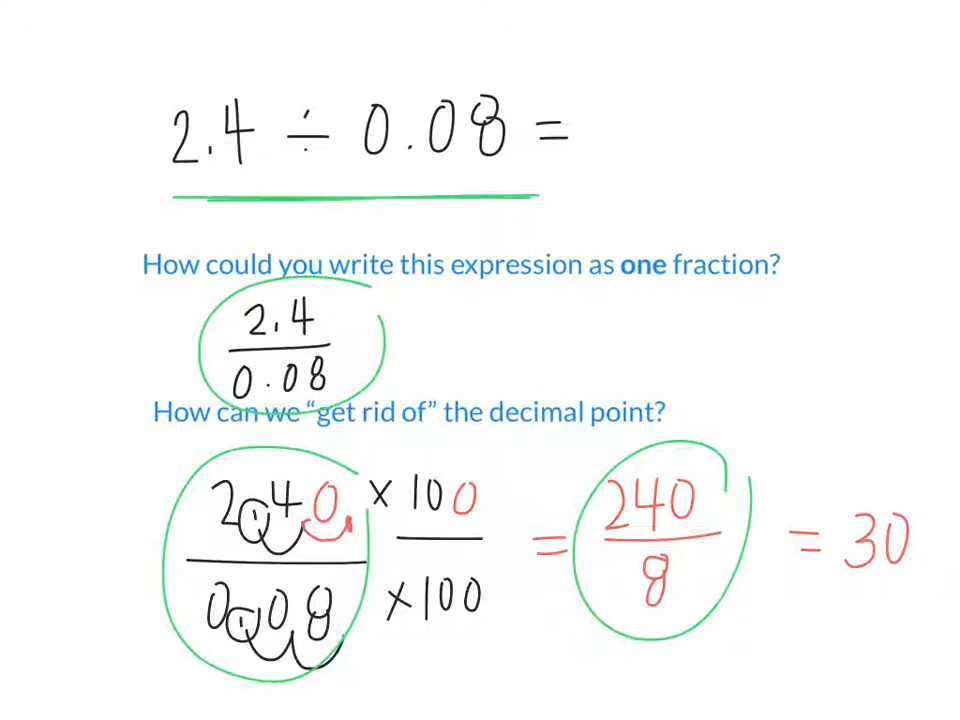 2.4 ÷ 0.08 =
How could you write this expression as one fraction?
2.4
0.08
How can we “get rid of” the decimal point?
2.40 × 100 = 240 = 30
0.08 × 100 8